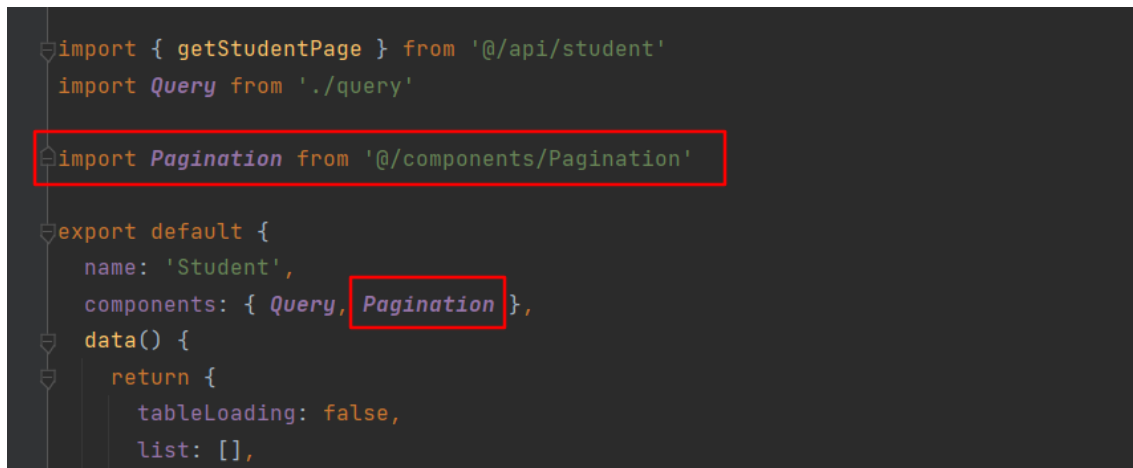 import { getStudentPage } from '@/api/student'
import Query from './query'
import Pagination from '@/components/Pagination'
export default {
name: 'Student',
components: { Query, Pagination },
data() {
return {
tableLoading: false,
list: [],